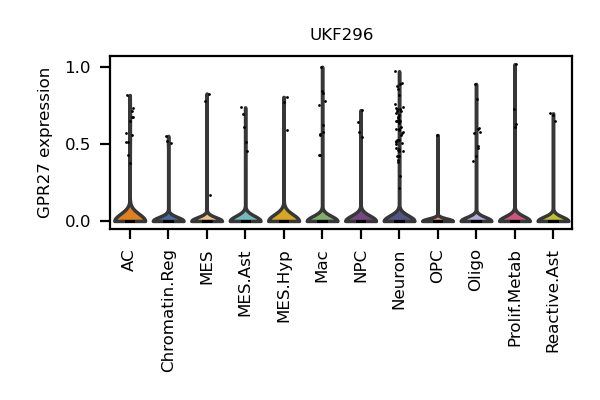 UKF296
GPR27 expression
1.0
0.5
0.0
AC
Chromatin.Reg
MES
MES.Ast
MES.Hyp
Mac
NPC
Neuron
OPC
Oligo
Prolif.Metab
Reactive.Ast